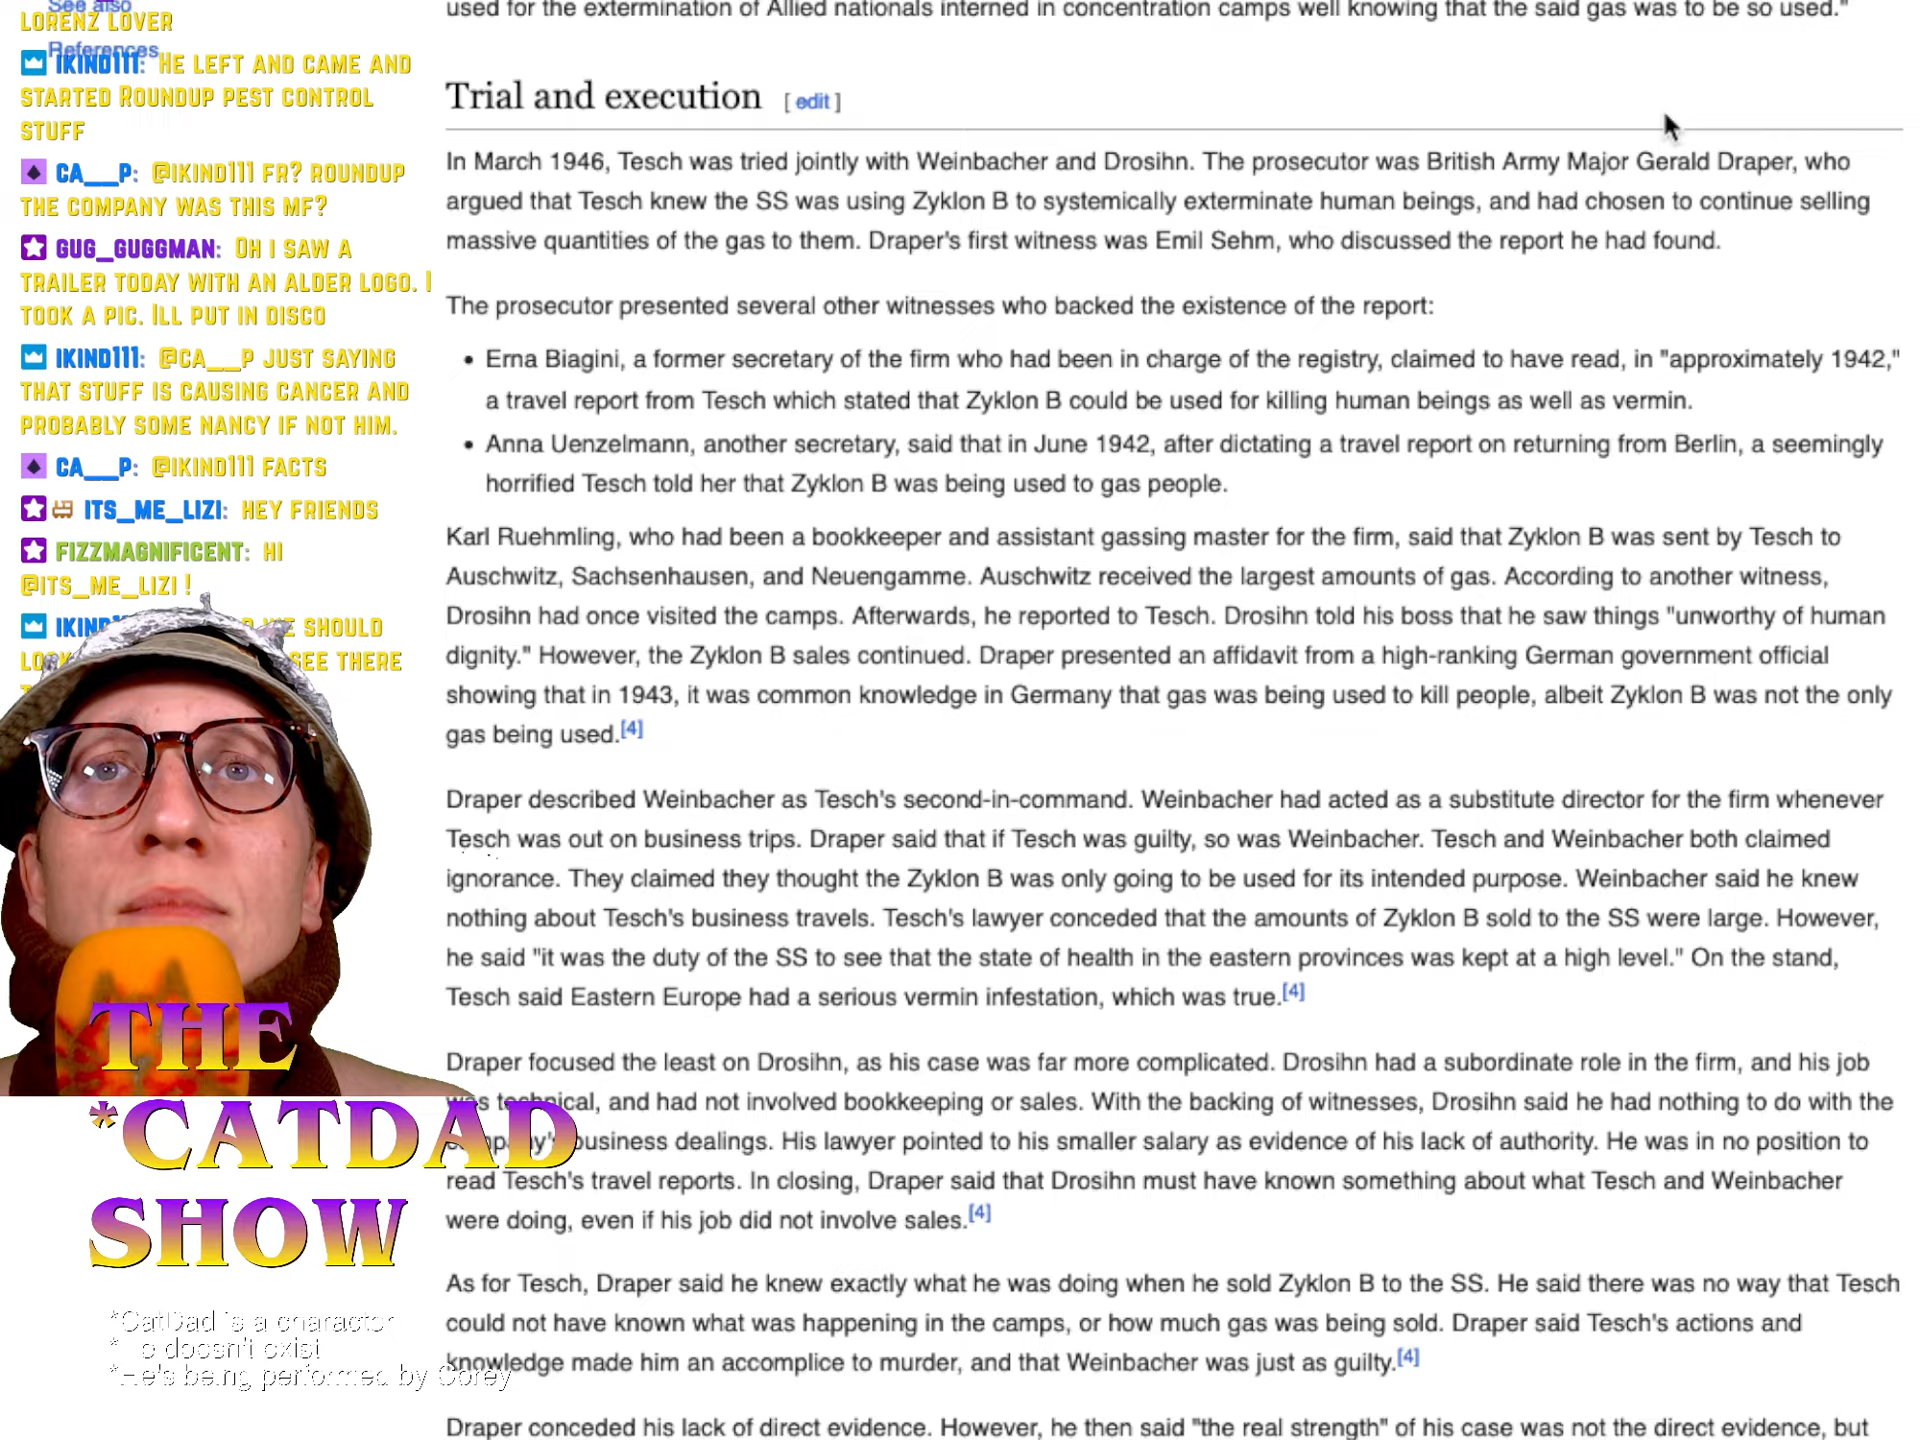 See also
LORENZ LOVER
References
IKIND111: HE LEFT AND CAME AND
STARTED ROUNDUP PEST CONTROL
STUFF
CA__P: @IKIND111 FR? ROUNDUP
THE COMPANY WAS THIS MF?
GUG_GUGGMAN: OH I SAW A
TRAILER TODAY WITH AN ALDER LOGO. I
TOOK A PIC. ILL PUT IN DISCO
IKIND111: @CA__P JUST SAYING
THAT STUFF IS CAUSING CANCER AND
PROBABLY SOME NANCY IF NOT HIM.
CA__P: @IKIND111 FACTS
ITS_ME_LIZI: HEY FRIENDS
FIZZMAGNIFICENT: HI
@ITS_ME_LIZI !
SHOULD
SEE THERE
THE
*CATDAD
SHOW
*CatDad is a character
doesn't exist
*He's being performed by Corey
used for the extermination of Allied nationals interned in concentration camps well knowing that the said gas was to be so used."
Trial and execution [ edit ]
In March 1946, Tesch was tried jointly with Weinbacher and Drosihn. The prosecutor was British Army Major Gerald Draper, who
argued that Tesch knew the SS was using Zyklon B to systemically exterminate human beings, and had chosen to continue selling
massive quantities of the gas to them. Draper's first witness was Emil Sehm, who discussed the report he had found.
The prosecutor presented several other witnesses who backed the existence of the report:
• Erna Biagini, a former secretary of the firm who had been in charge of the registry, claimed to have read, in "approximately 1942,"
a travel report from Tesch which stated that Zyklon B could be used for killing human beings as well as vermin.
• Anna Uenzelmann, another secretary, said that in June 1942, after dictating a travel report on returning from Berlin, a seemingly
horrified Tesch told her that Zyklon B was being used to gas people.
Karl Ruehmling, who had been a bookkeeper and assistant gassing master for the firm, said that Zyklon B was sent by Tesch to
Auschwitz, Sachsenhausen, and Neuengamme. Auschwitz received the largest amounts of gas. According to another witness,
Drosihn had once visited the camps. Afterwards, he reported to Tesch. Drosihn told his boss that he saw things "unworthy of human
dignity." However, the Zyklon B sales continued. Draper presented an affidavit from a high-ranking German government official
showing that in 1943, it was common knowledge in Germany that gas was being used to kill people, albeit Zyklon B was not the only
gas being used.[4]
Draper described Weinbacher as Tesch's second-in-command. Weinbacher had acted as a substitute director for the firm whenever
Tesch was out on business trips. Draper said that if Tesch was guilty, so was Weinbacher. Tesch and Weinbacher both claimed
ignorance. They claimed they thought the Zyklon B was only going to be used for its intended purpose. Weinbacher said he knew
nothing about Tesch's business travels. Tesch's lawyer conceded that the amounts of Zyklon B sold to the SS were large. However,
he said "it was the duty of the SS to see that the state of health in the eastern provinces was kept at a high level." On the stand,
Tesch said Eastern Europe had a serious vermin infestation, which was true.[4]
Draper focused the least on Drosihn, as his case was far more complicated. Drosihn had a subordinate role in the firm, and his job
was technical, and had not involved bookkeeping or sales. With the backing of witnesses, Drosihn said he had nothing to do with the
business dealings. His lawyer pointed to his smaller salary as evidence of his lack of authority. He was in no position to
read Tesch's travel reports. In closing, Draper said that Drosihn must have known something about what Tesch and Weinbacher
were doing, even if his job did not involve sales.[4]
As for Tesch, Draper said he knew exactly what he was doing when he sold Zyklon B to the SS. He said there was no way that Tesch
could not have known what was happening in the camps, or how much gas was being sold. Draper said Tesch's actions and
knowledge made him an accomplice to murder, and that Weinbacher was just as guilty.[4]
Draper conceded his lack of direct evidence. However, he then said "the real strength" of his case was not the direct evidence, but